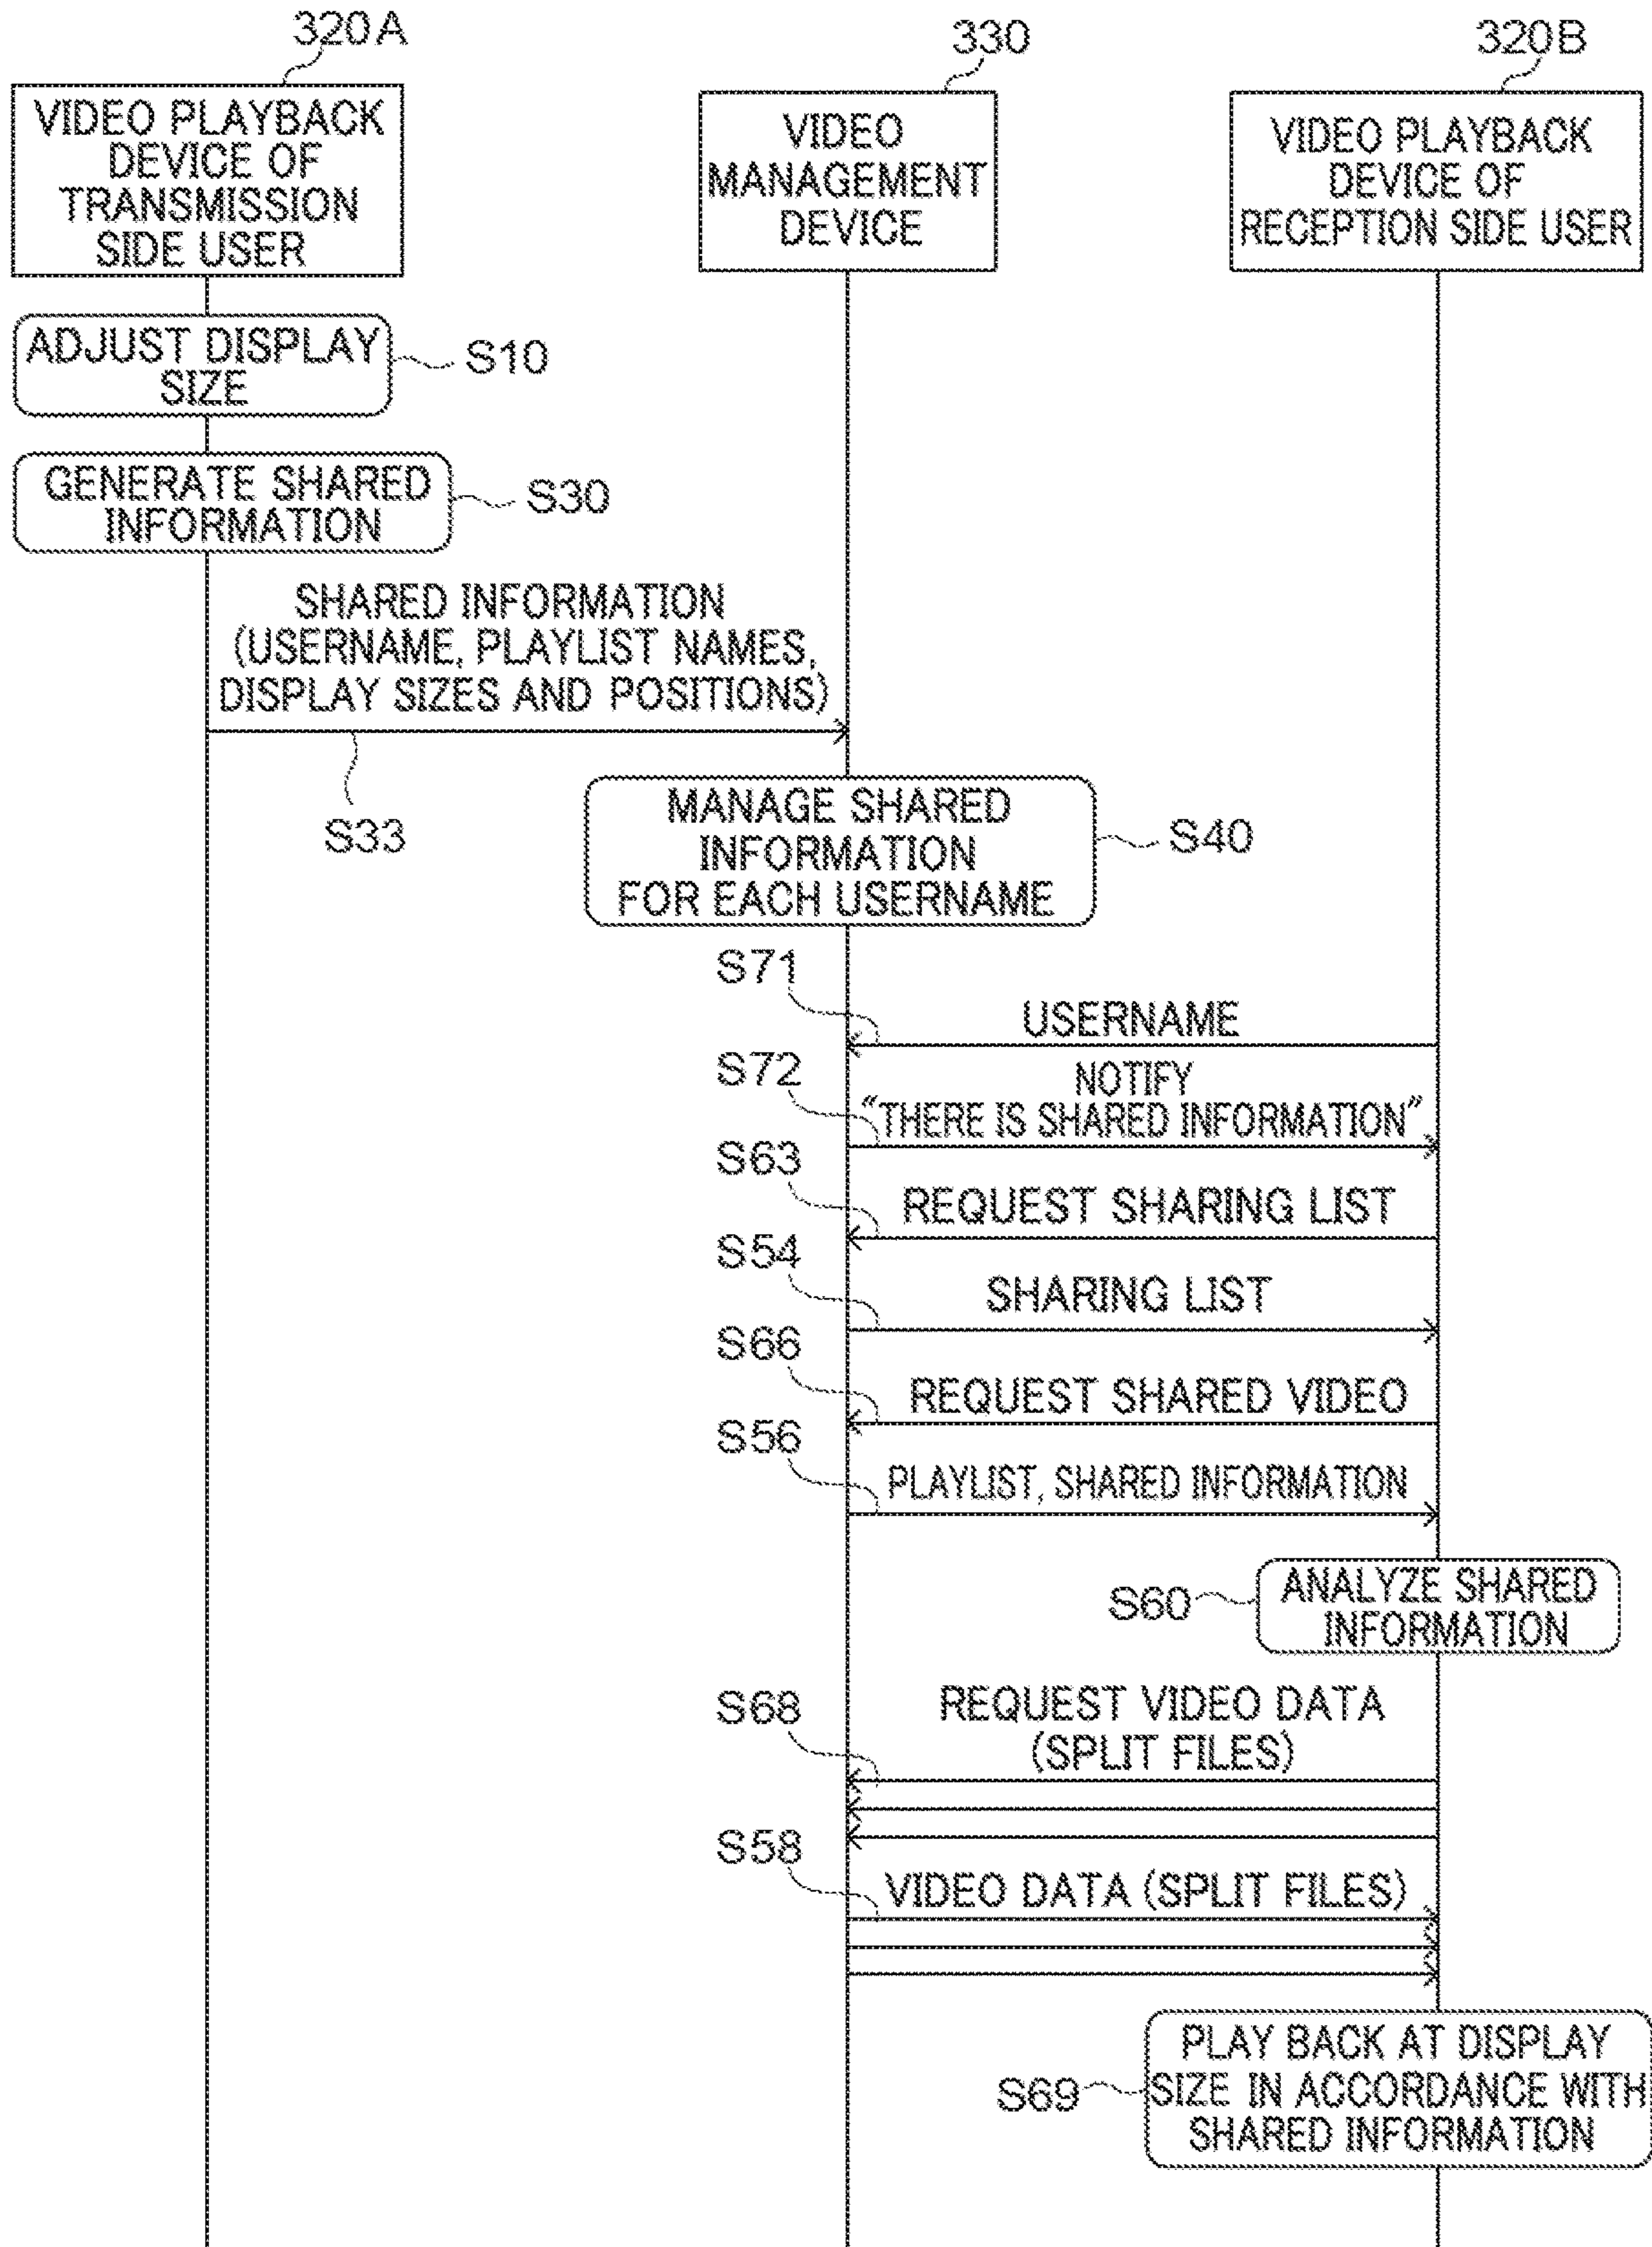 320A
330
320B
VIDEO PLAYBACK
DEVICE OF
TRANSMISSION
SIDE USER
VIDEO
MANAGEMENT
DEVICE
VIDEO PLAYBACK
DEVICE OF
RECEPTION SIDE USER
ADJUST DISPLAY
SIZE
S10
GENERATE SHARED
INFORMATION
S30
SHARED INFORMATION
(USERNAME, PLAYLIST NAMES,
DISPLAY SIZES AND POSITIONS)
S33
MANAGE SHARED
INFORMATION
FOR EACH USERNAME
S40
S71
USERNAME
S72
NOTIFY
"THERE IS SHARED INFORMATION"
S63
REQUEST SHARING LIST
S54
SHARING LIST
S66
REQUEST SHARED VIDEO
S56
PLAYLIST, SHARED INFORMATION
S60
ANALYZE SHARED
INFORMATION
S68
REQUEST VIDEO DATA
(SPLIT FILES)
S58
VIDEO DATA (SPLIT FILES)
S69
PLAY BACK AT DISPLAY
SIZE IN ACCORDANCE WITH
SHARED INFORMATION